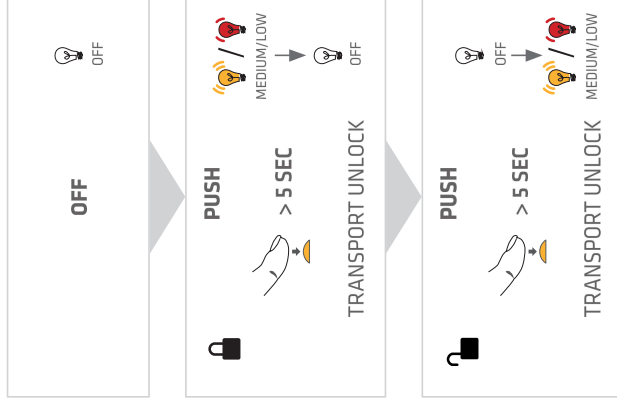 OFF
OFF
PUSH
> 5 SEC
TRANSPORT UNLOCK
/
MEDIUM/LOW
OFF
PUSH
> 5 SEC
TRANSPORT UNLOCK
OFF
/
MEDIUM/LOW